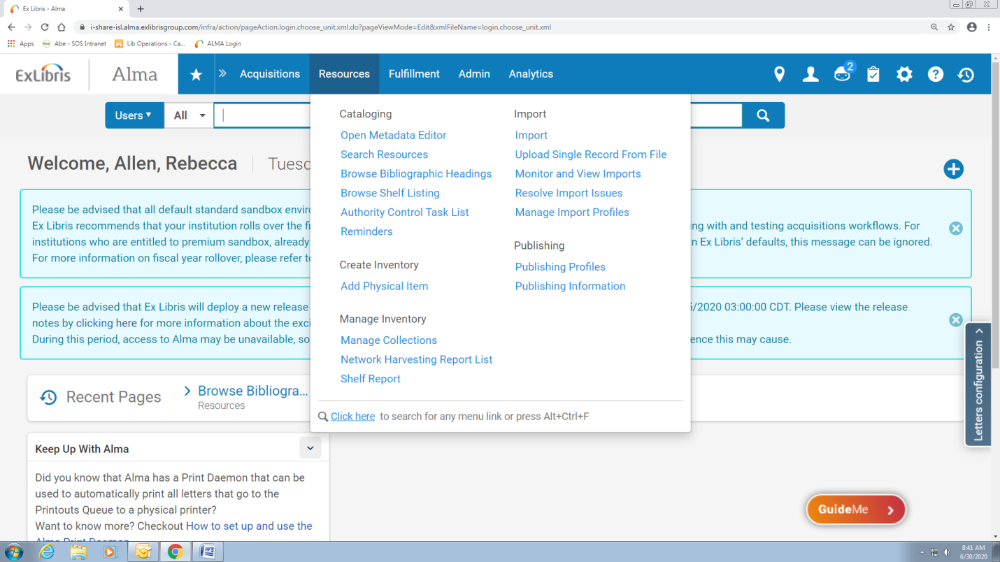 Ex Libris - Alma
i-share-isl.alma.exlibrisgroup.com/infra/action/pageAction.login.choose_unit.xml.do?pageViewMode=Edit&xmlFileName=login.choose_unit.xml
Apps Abe - SOS Intranet Lib Operations - Ca... ALMA Login
ExLibris Alma Acquisitions Resources Fulfillment Admin Analytics 2
Users All
Cataloging
Open Metadata Editor
Search Resources
Browse Bibliographic Headings
Browse Shelf Listing
Authority Control Task List
Reminders
Create Inventory
Add Physical Item
Manage Inventory
Manage Collections
Network Harvesting Report List
Shelf Report
Import
Import
Upload Single Record From File
Monitor and View Imports
Resolve Import Issues
Manage Import Profiles
Publishing
Publishing Profiles
Publishing Information
Click here to search for any menu link or press Alt+Ctrl+F
Welcome, Allen, Rebecca Tuesd
Please be advised that all default standard sandbox enviro
Ex Libris recommends that your institution rolls over the fi ng with and testing acquisitions workflows. For
institutions who are entitled to premium sandbox, already n Ex Libris' defaults, this message can be ignored.
For more information on fiscal year rollover, please refer to
Please be advised that Ex Libris will deploy a new release /2020 03:00:00 CDT. Please view the release
notes by clicking here for more information about the exci
During this period, access to Alma may be unavailable, so ence this may cause.
Letters configuration
Recent Pages Browse Bibliogra...
Resources
Keep Up With Alma
Did you know that Alma has a Print Daemon that can be
used to automatically print all letters that go to the
Printouts Queue to a physical printer?
Want to know more? Checkout How to set up and use the
Alma Print Daemon
GuideMe
8:41 AM
6/30/2020